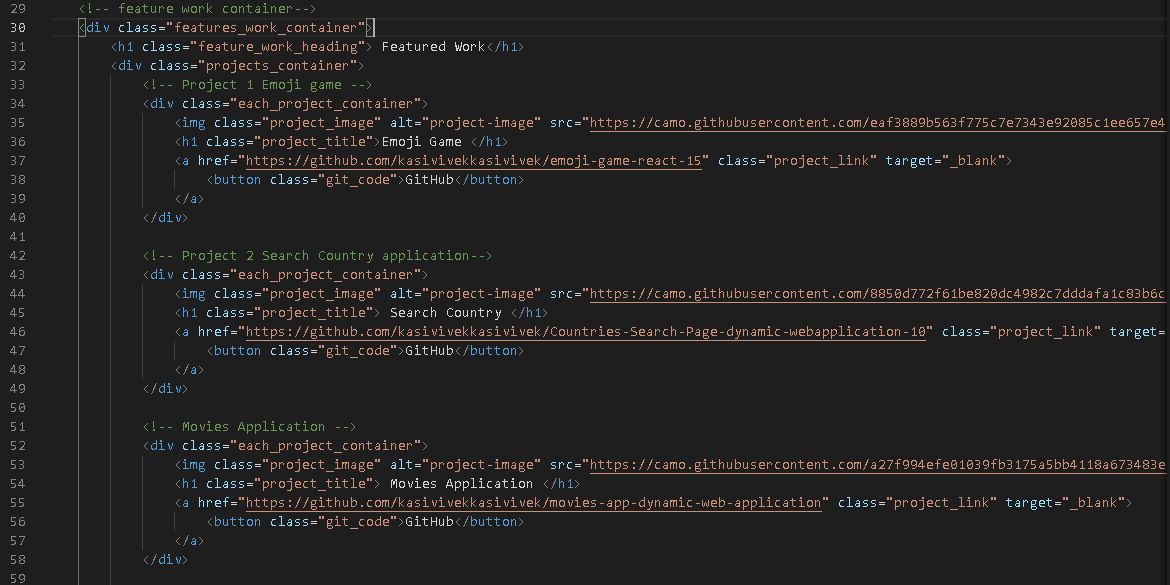 29 <!-- feature work container-->
30 <div class="features_work_container">
31 <h1 class="feature_work_heading"> Featured Work</h1>
32 <div class="projects_container">
33 <!-- Project 1 Emoji game -->
34 <div class="each_project_container">
35 <img class="project_image" alt="project-image" src="https://camo.githubusercontent.com/eaf3889b563f775c7e7343e92085c1ee657e4
36 <h1 class="project_title">Emoji Game </h1>
37 <a href="https://github.com/kasivivekkasivivek/emoji-game-react-15" class="project_link" target="_blank">
38 <button class="git_code">GitHub</button>
39 </a>
40 </div>
41
42 <!-- Project 2 Search Country application-->
43 <div class="each_project_container">
44 <img class="project_image" alt="project-image" src="https://camo.githubusercontent.com/8850d772f61be820dc4982c7dddafa1c83b6c
45 <h1 class="project_title"> Search Country </h1>
46 <a href="https://github.com/kasivivekkasivivek/Countries-Search-Page-dynamic-webapplication-10" class="project_link" target=
47 <button class="git_code">GitHub</button>
48 </a>
49 </div>
50
51 <!-- Movies Application -->
52 <div class="each_project_container">
53 <img class="project_image" alt="project-image" src="https://camo.githubusercontent.com/a27f994efe01039fb3175a5bb4118a673483e
54 <h1 class="project_title"> Movies Application </h1>
55 <a href="https://github.com/kasivivekkasivivek/movies-app-dynamic-web-application" class="project_link" target="_blank">
56 <button class="git_code">GitHub</button>
57 </a>
58 </div>
59